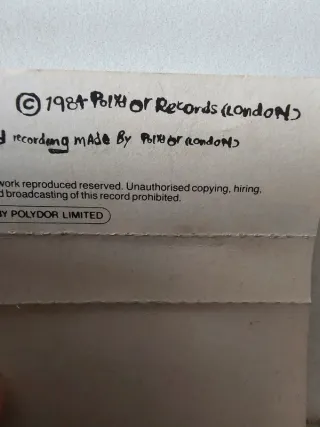 © 1984 Polydor Records (London)
d recording made By Polydor (London)
work reproduced reserved. Unauthorised copying, hiring,
d broadcasting of this record prohibited.
BY POLYDOR LIMITED